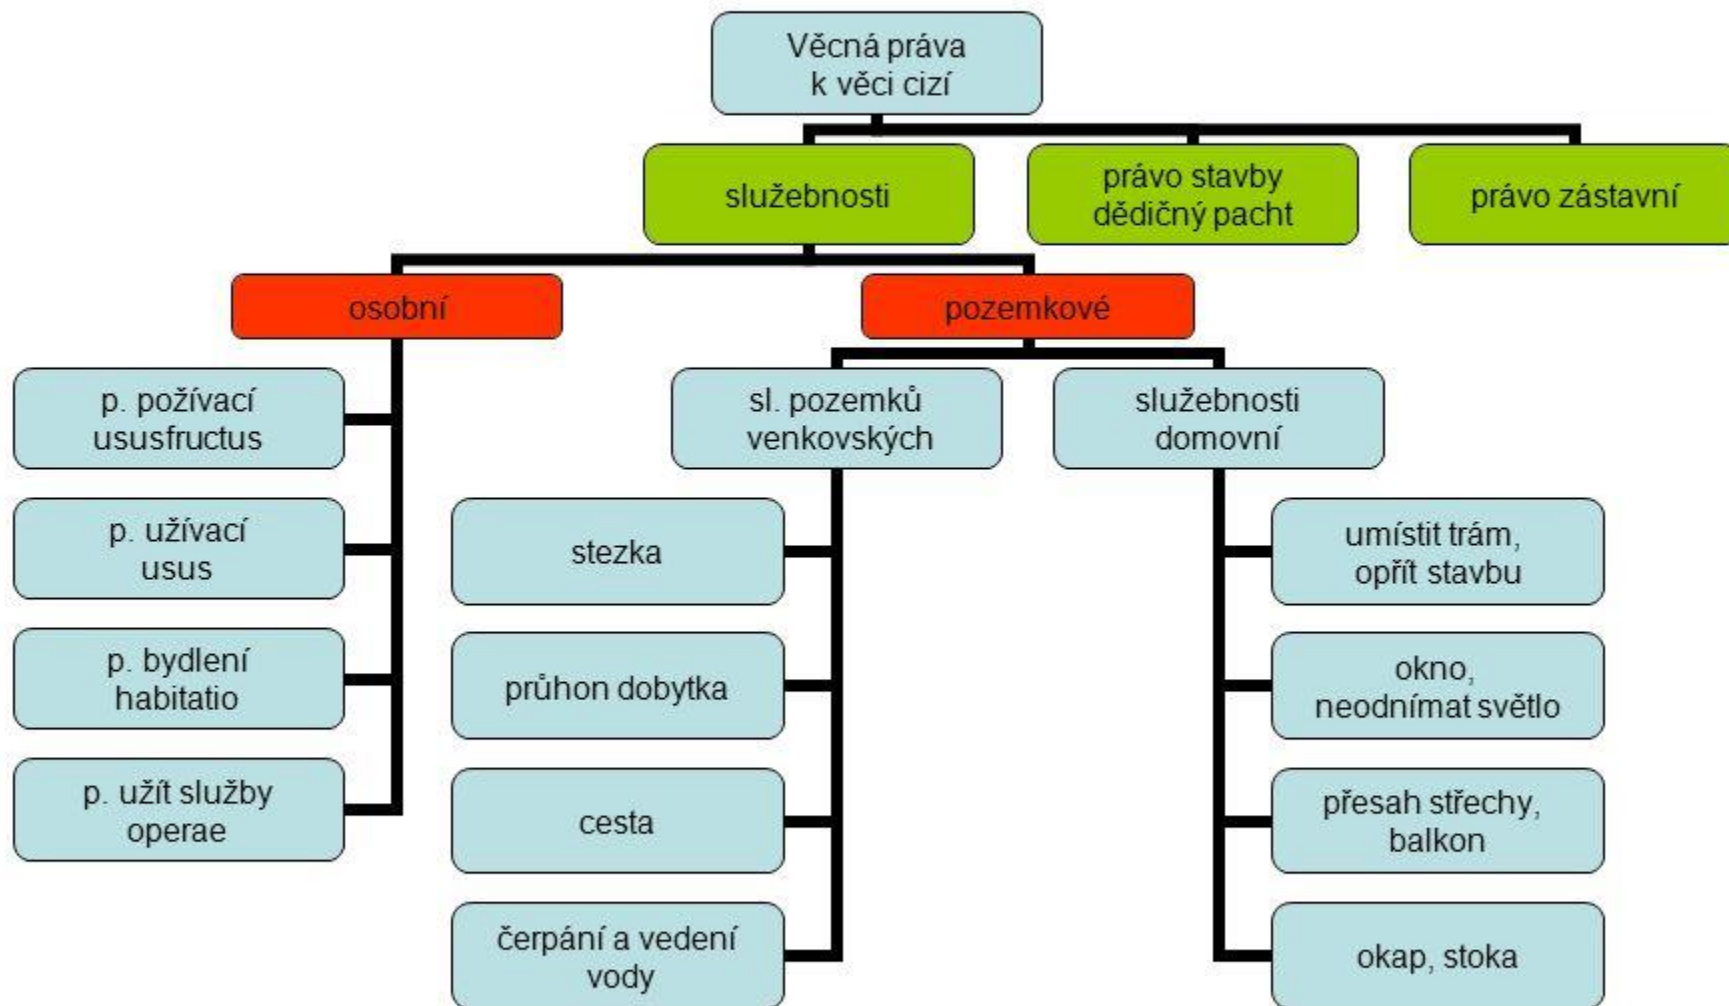 Věcná práva
k věci cizí
služebnosti
právo stavby
dědičný pacht
právo zástavní
osobní
pozemkové
p. požívací
ususfructus
p. užívací
usus
p. bydlení
habitatio
p. užít služby
operae
sl. pozemků
venkovských
stezka
průhon dobytka
cesta
čerpání a vedení
vody
služebnosti
domovní
umístit trám,
opřít stavbu
okno,
neodnímat světlo
přesah střechy,
balkon
okap, stoka